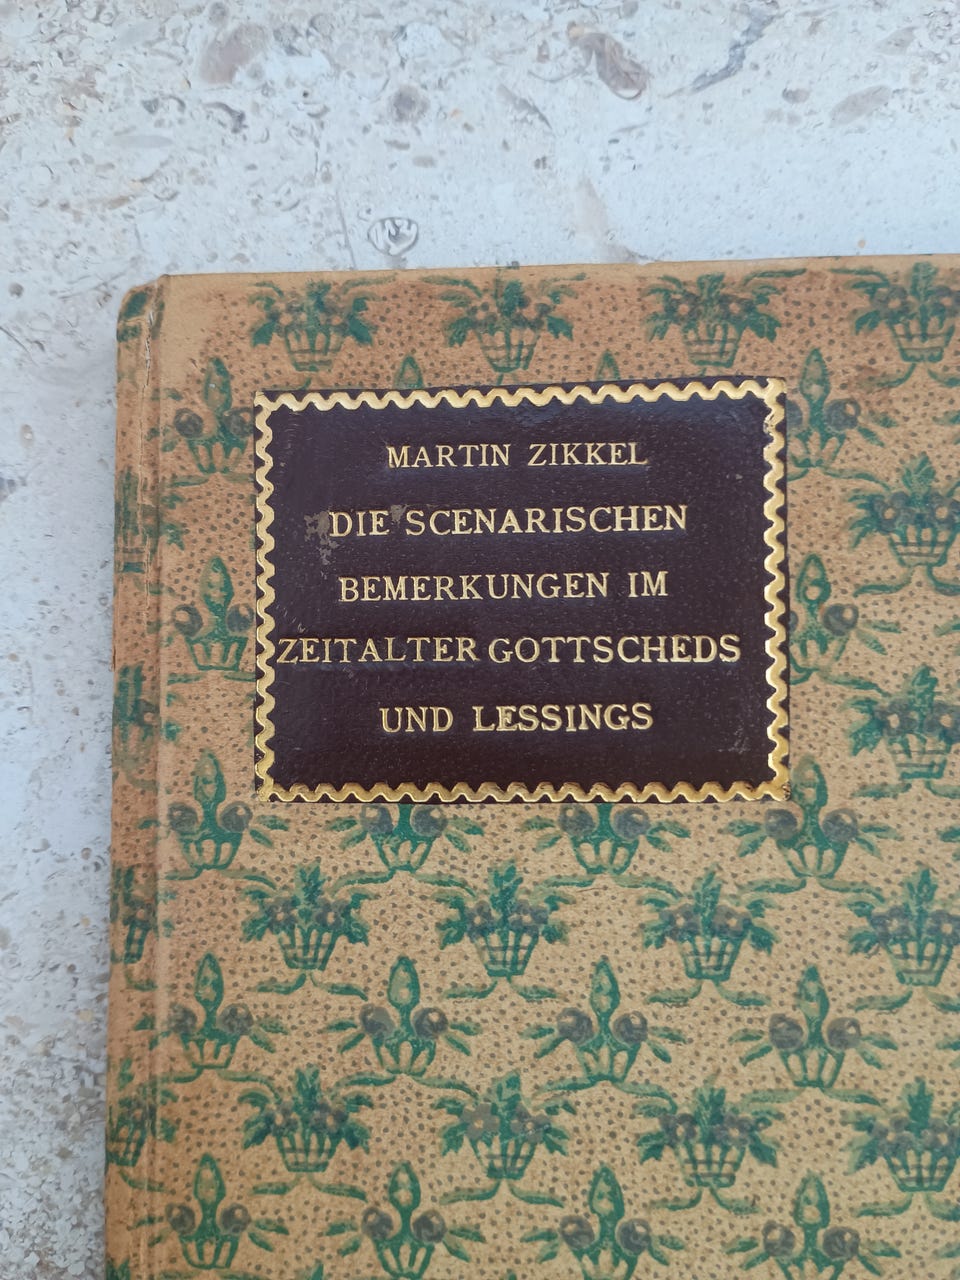 MARTIN ZIKKEL
DIE SCENARISCHEN
BEMERKUNGEN IM
ZEITALTER GOTTSCHEDS
UND LESSINGS